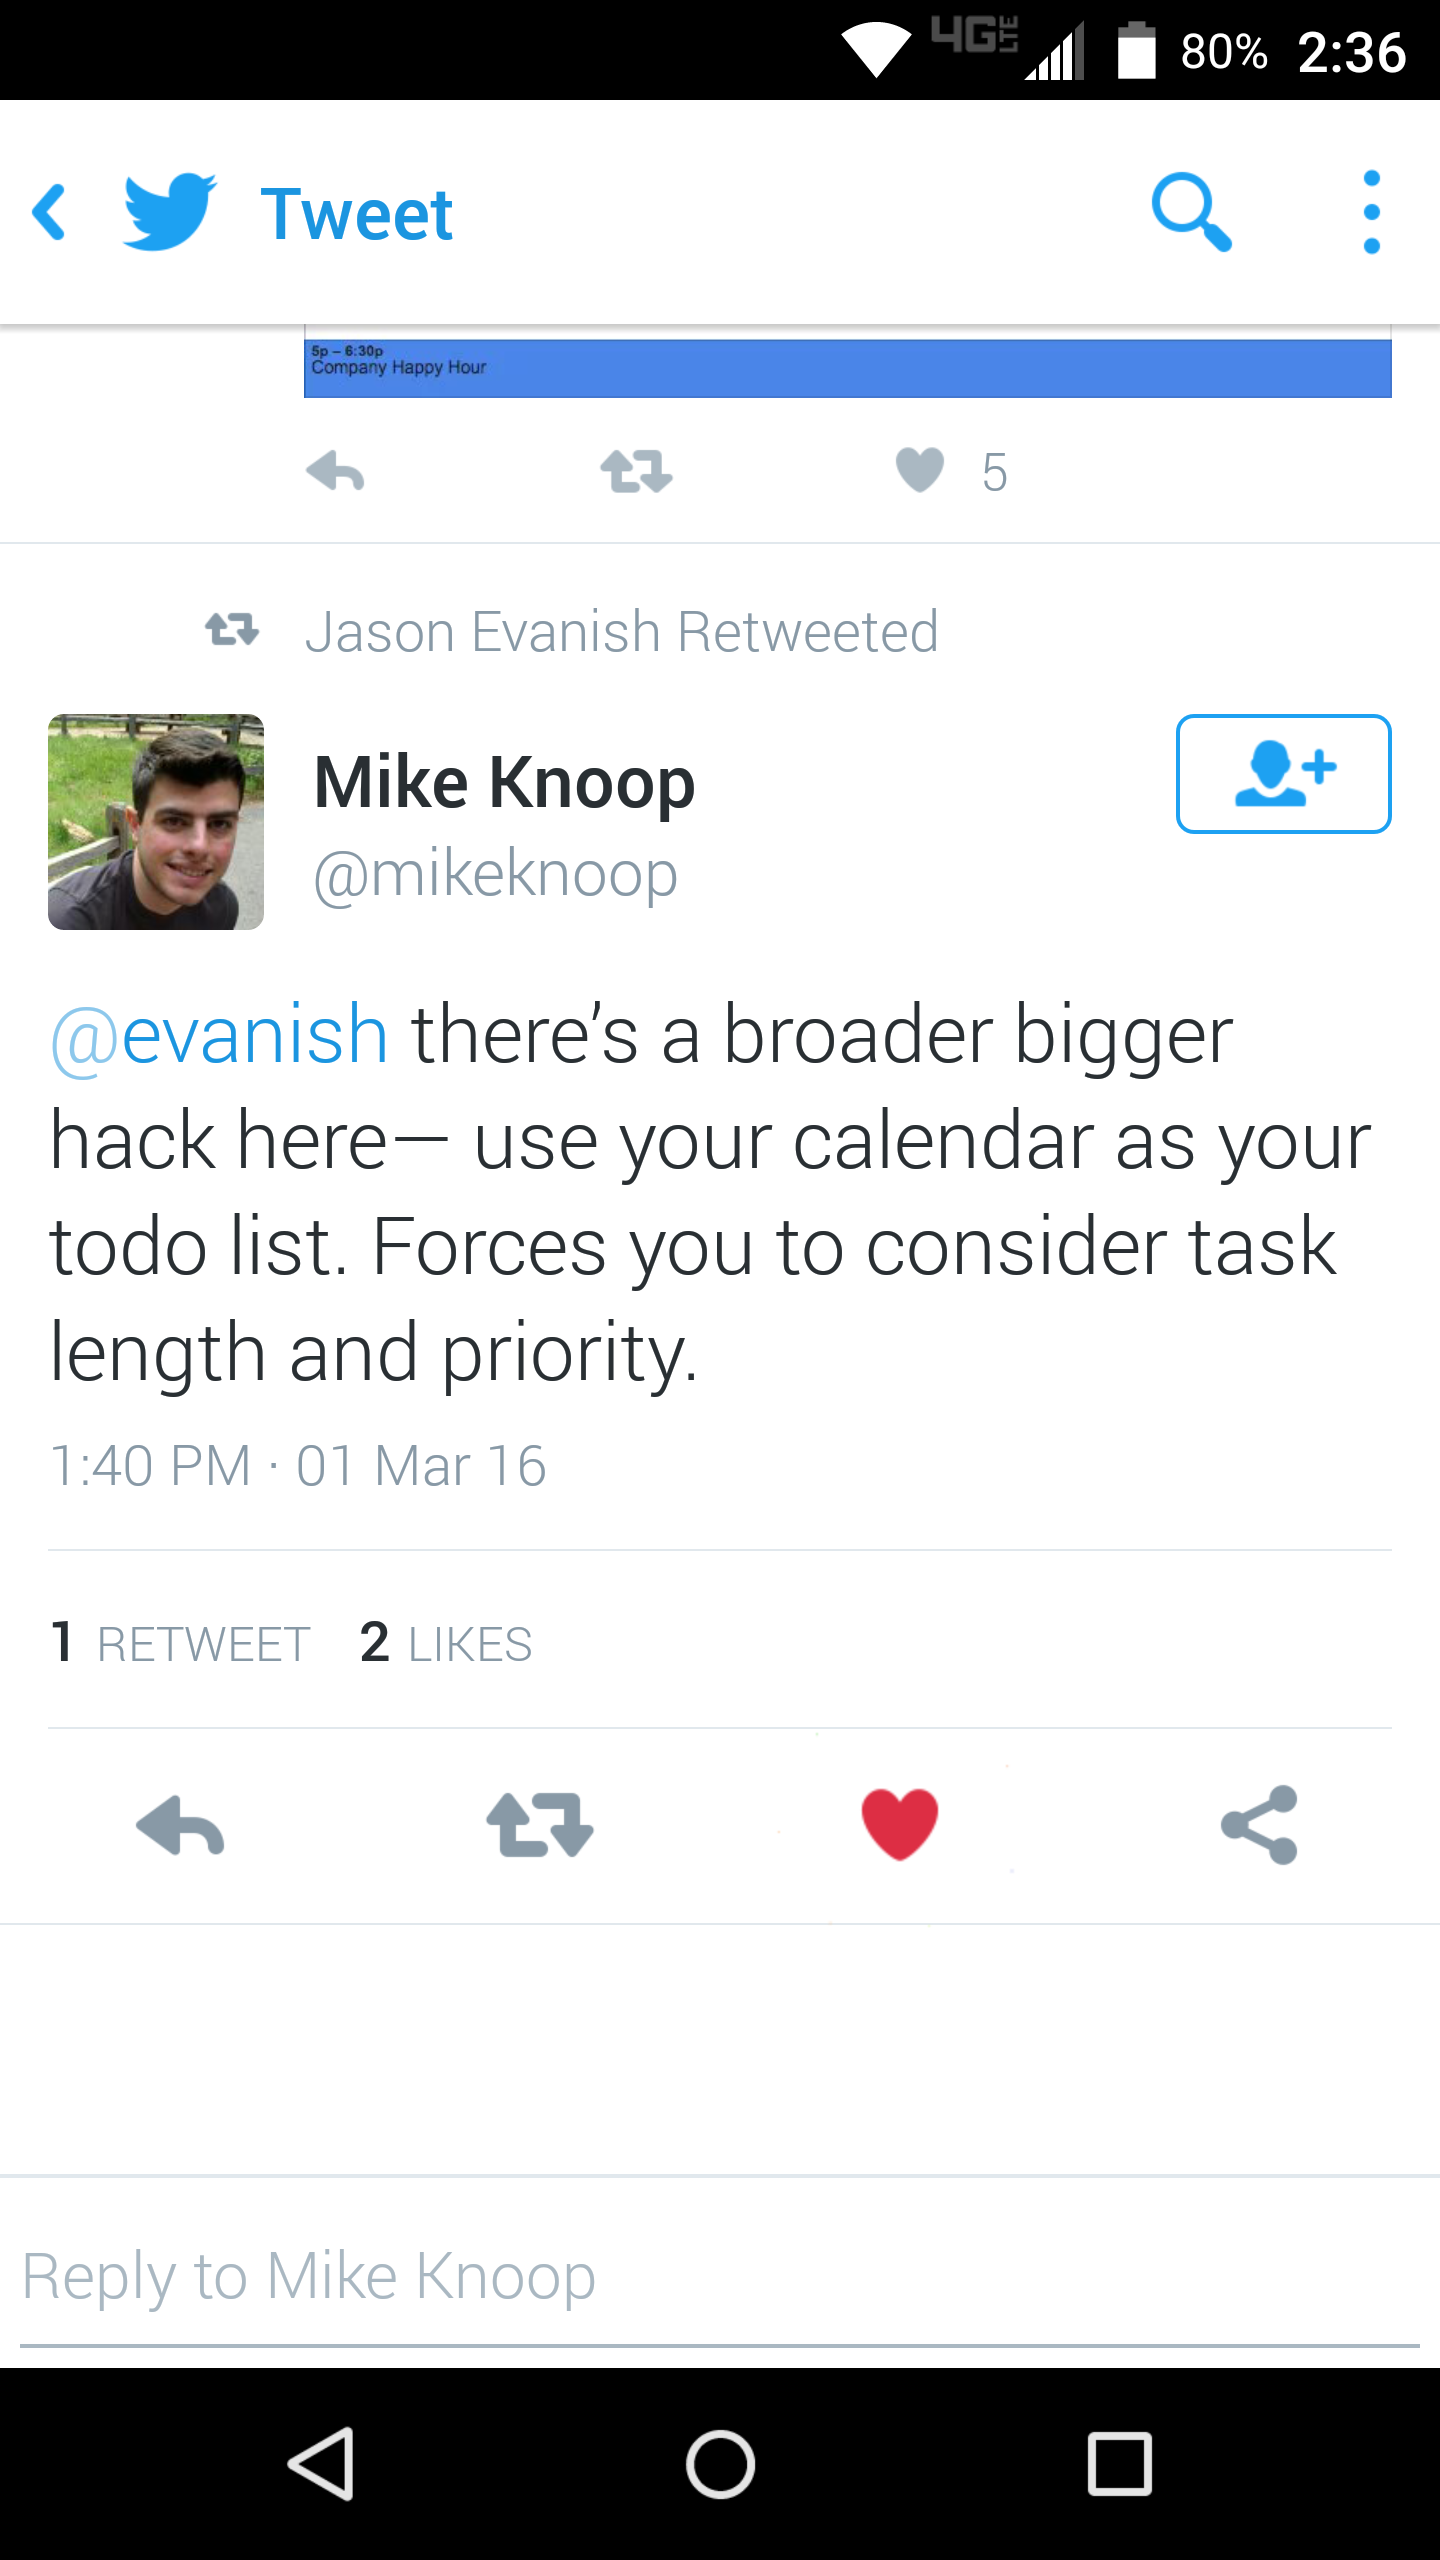 4G LTE 80% 2:36
Tweet
5p – 6:30p
Company Happy Hour
5
Jason Evanish Retweeted
Mike Knoop
@mikeknoop
@evanish there’s a broader bigger
hack here— use your calendar as your
todo list. Forces you to consider task
length and priority.
1:40 PM · 01 Mar 16
1 RETWEET 2 LIKES
Reply to Mike Knoop